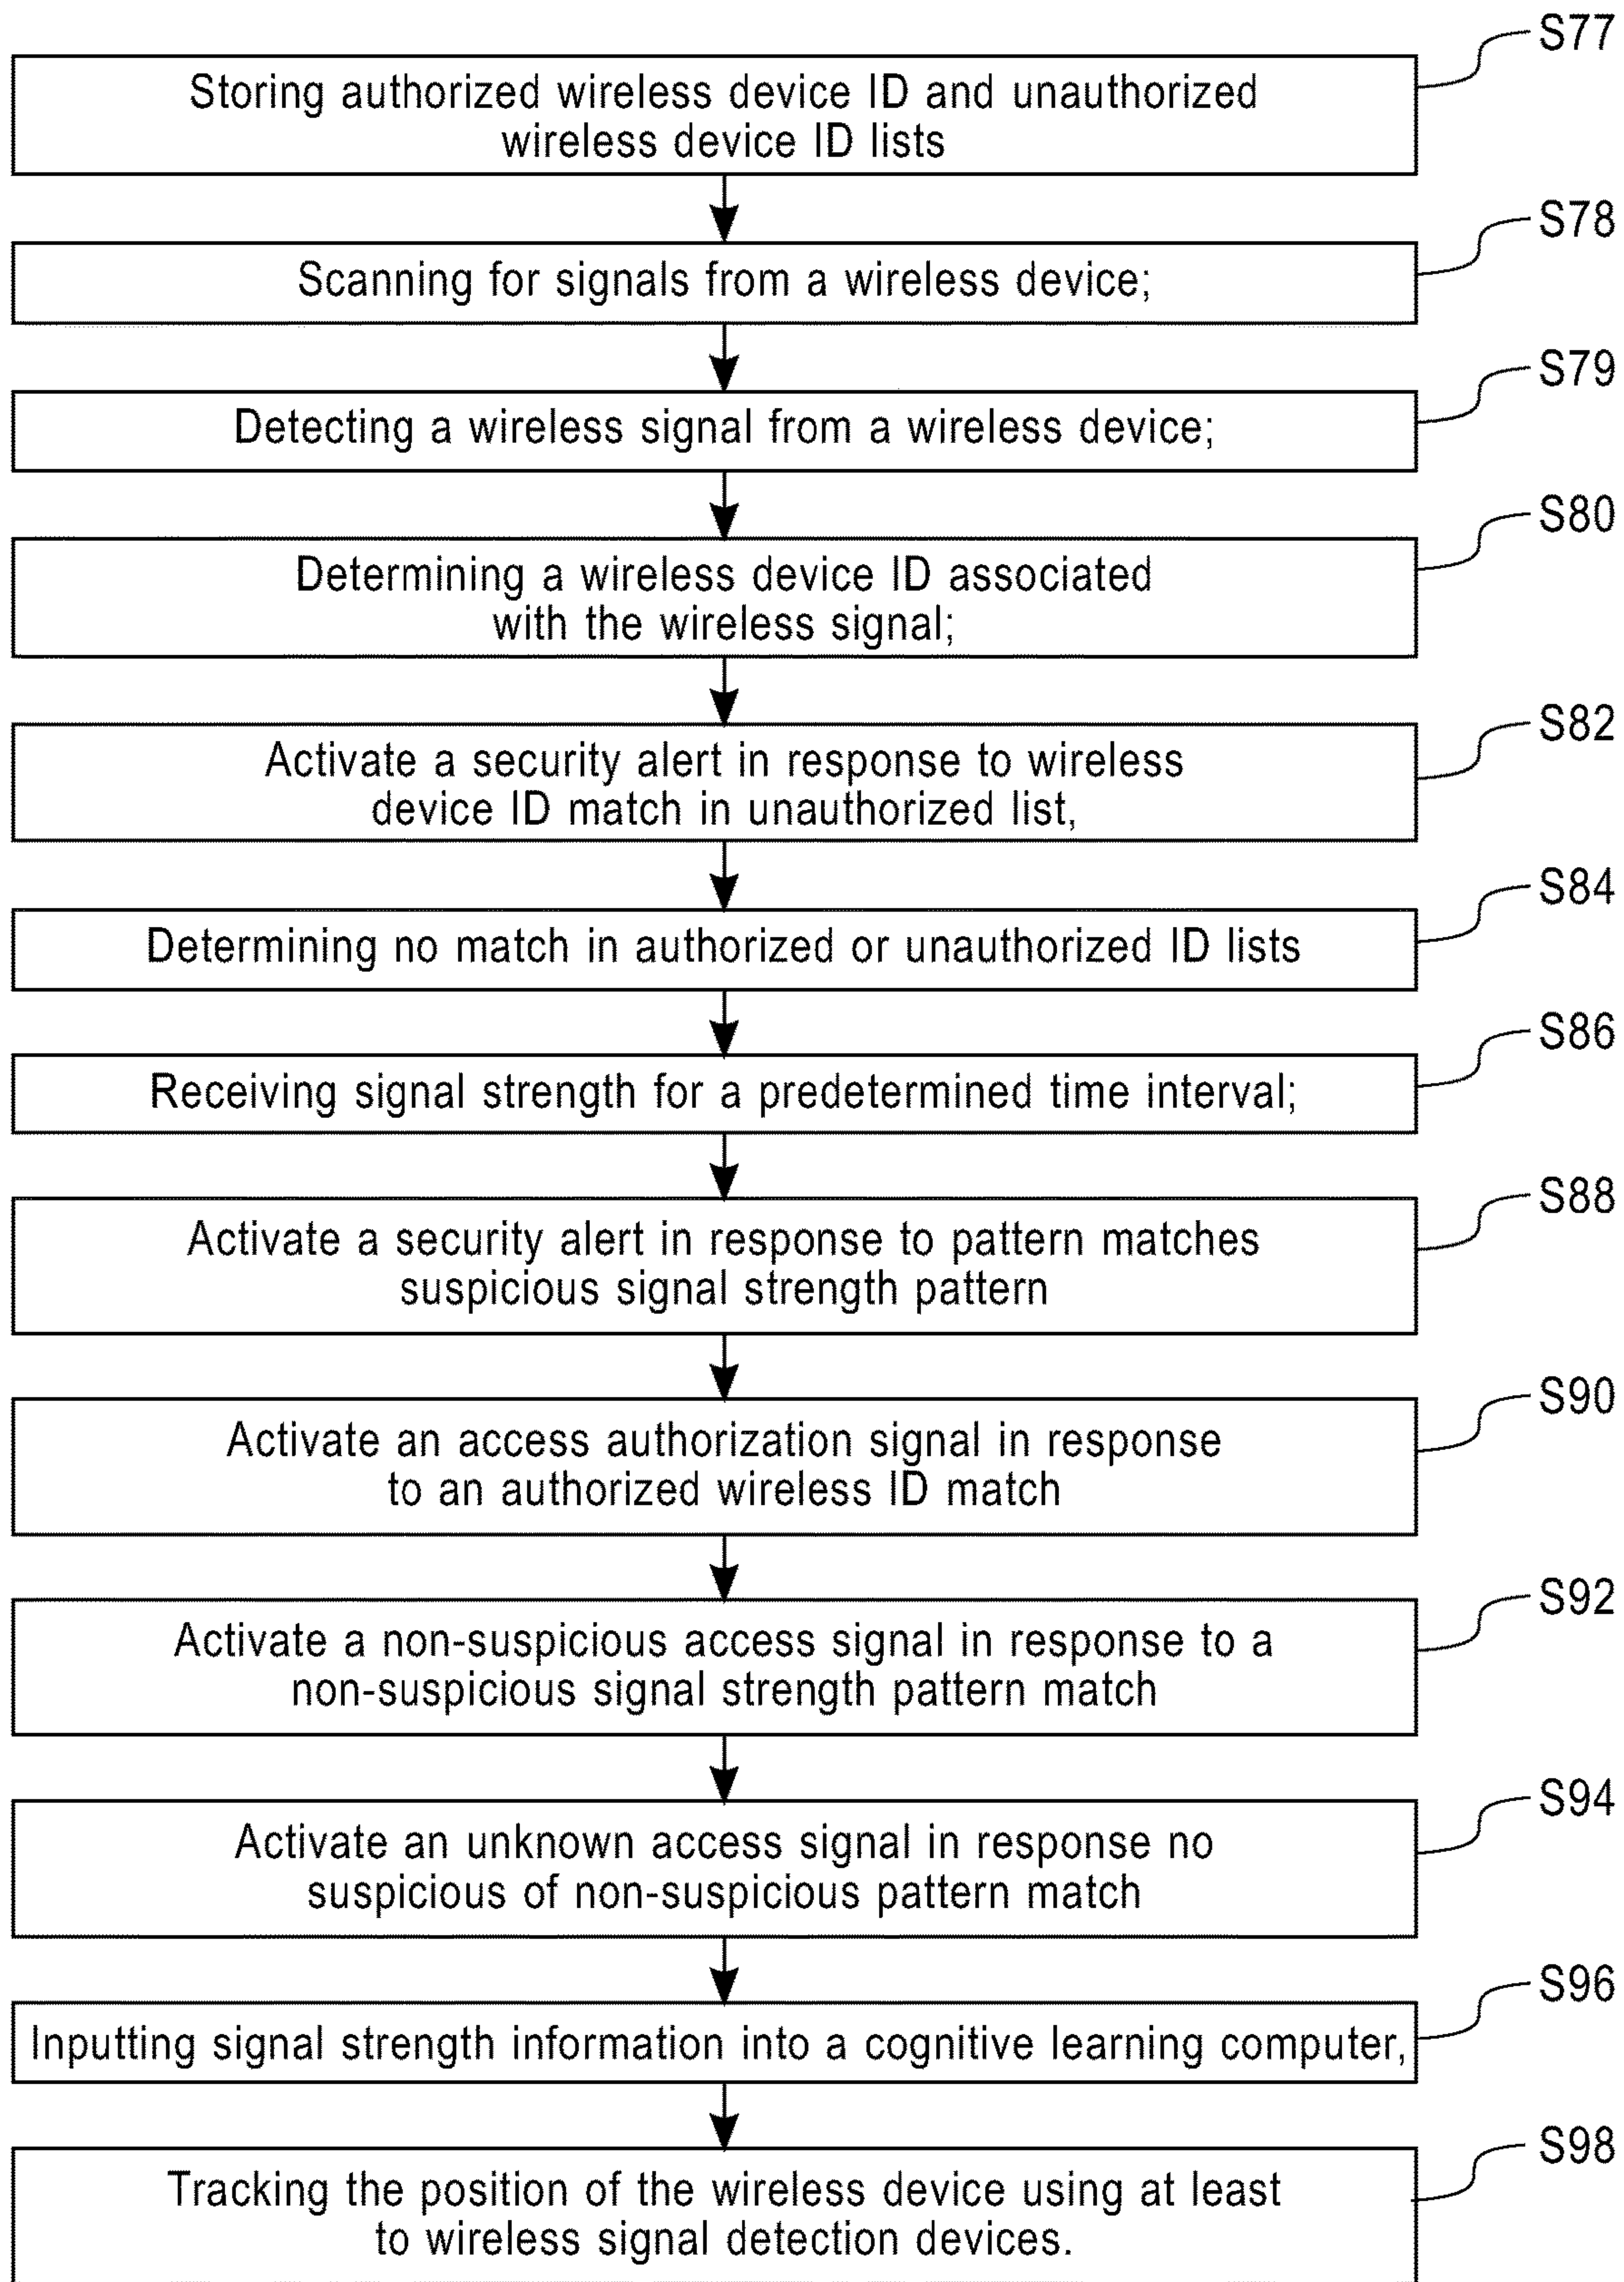 S77
Storing authorized wireless device ID and unauthorized
wireless device ID lists
S78
Scanning for signals from a wireless device;
S79
Detecting a wireless signal from a wireless device;
S80
Determining a wireless device ID associated
with the wireless signal;
S82
Activate a security alert in response to wireless
device ID match in unauthorized list,
S84
Determining no match in authorized or unauthorized ID lists
S86
Receiving signal strength for a predetermined time interval;
S88
Activate a security alert in response to pattern matches
suspicious signal strength pattern
S90
Activate an access authorization signal in response
to an authorized wireless ID match
S92
Activate a non-suspicious access signal in response to a
non-suspicious signal strength pattern match
S94
Activate an unknown access signal in response no
suspicious of non-suspicious pattern match
S96
Inputting signal strength information into a cognitive learning computer,
S98
Tracking the position of the wireless device using at least
to wireless signal detection devices.